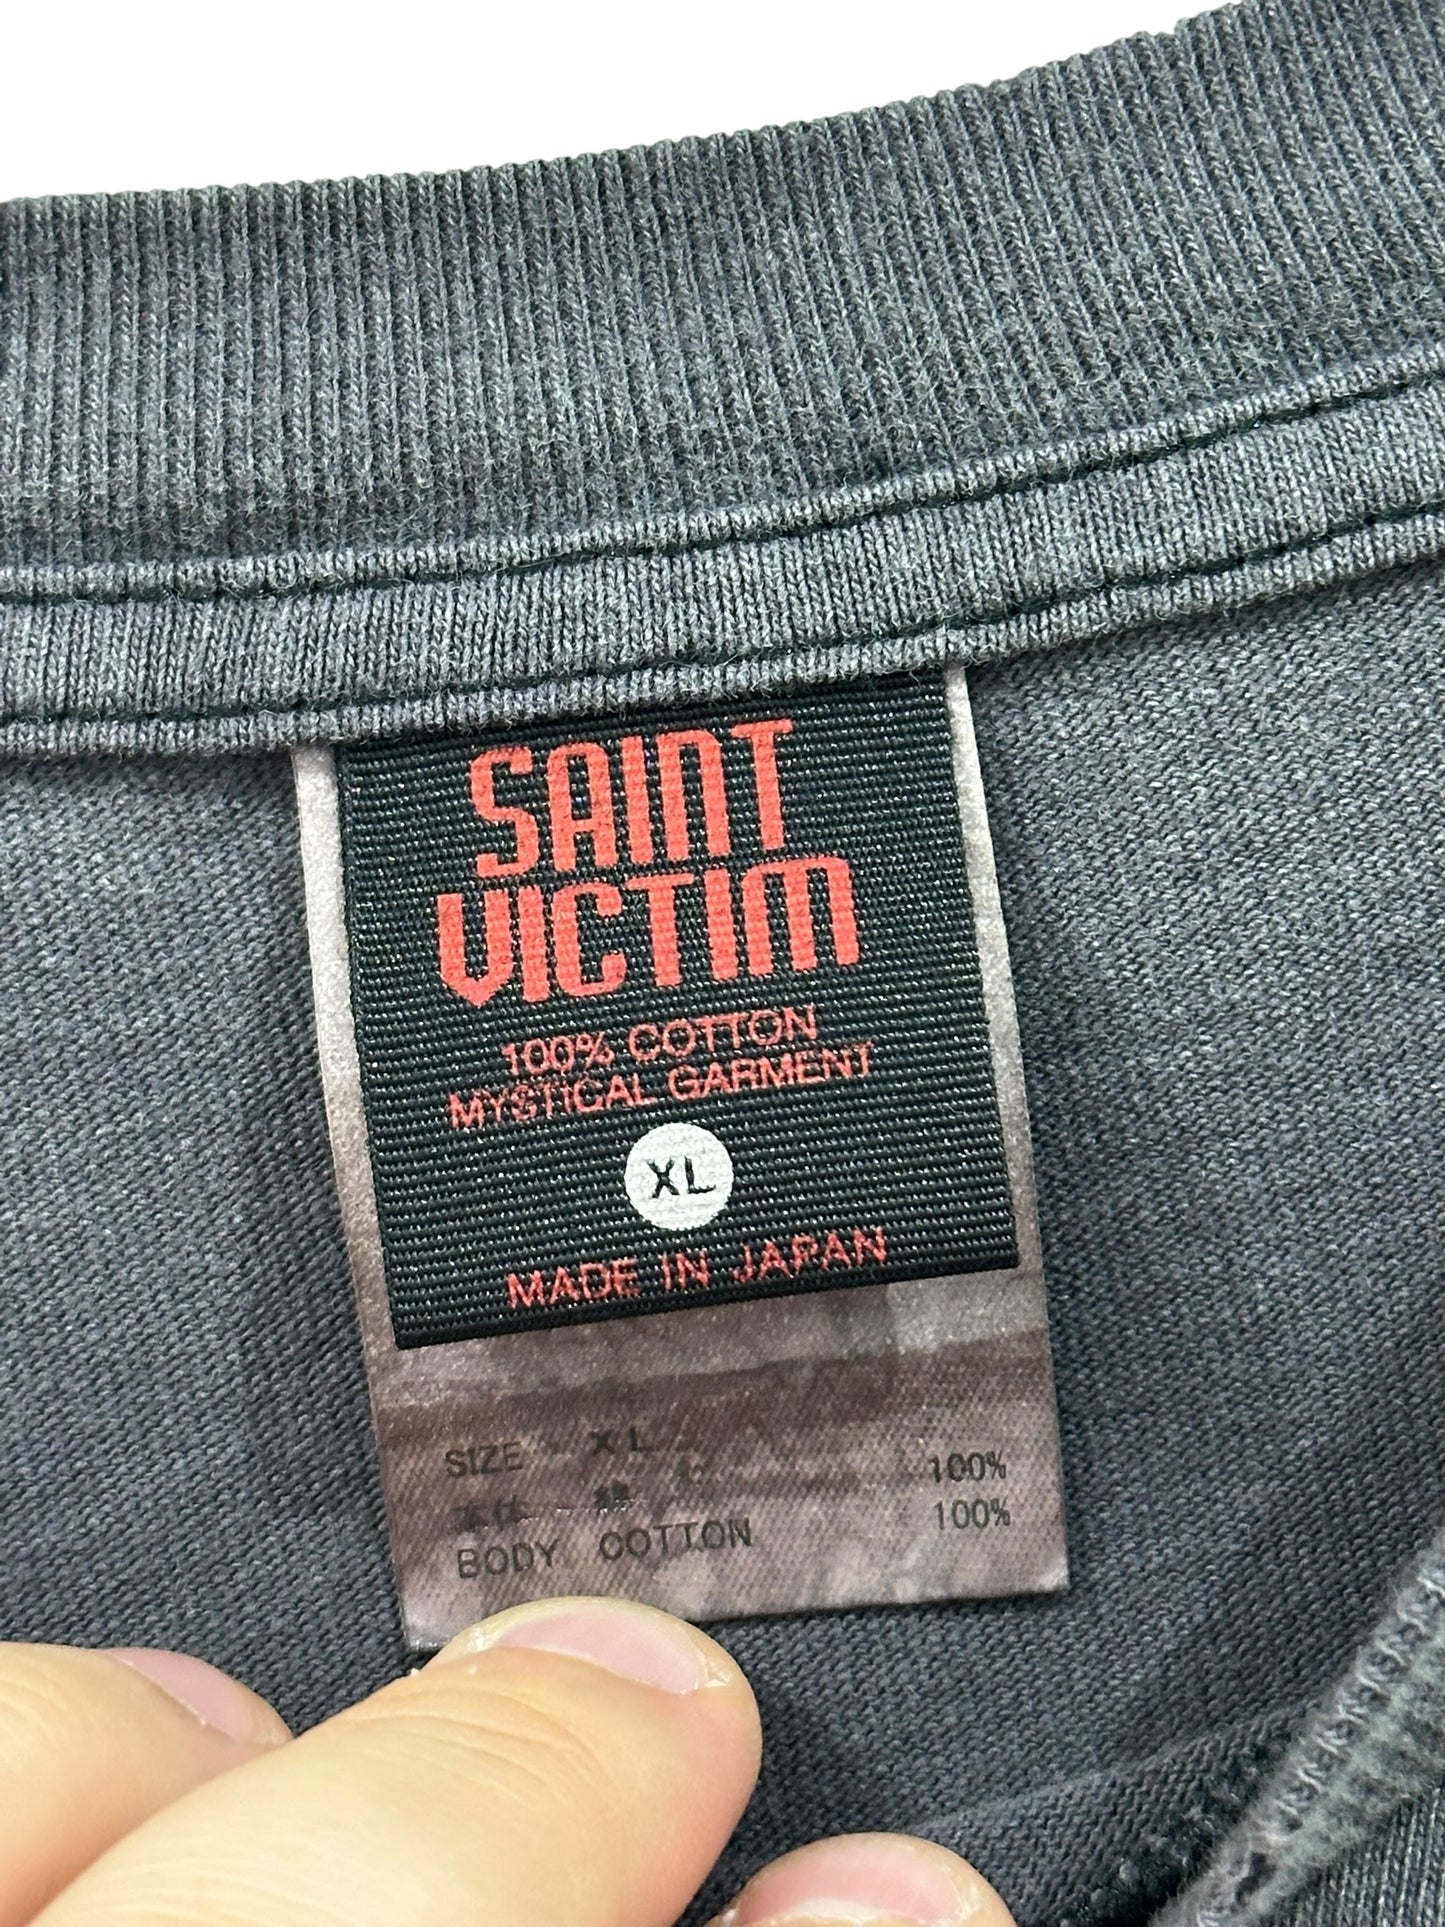 SAINT
VICTIM
100% COTTON
MYSTICAL GARMENT
XL
MADE IN JAPAN
SIZE XL
100%
BODY COTTON 100%